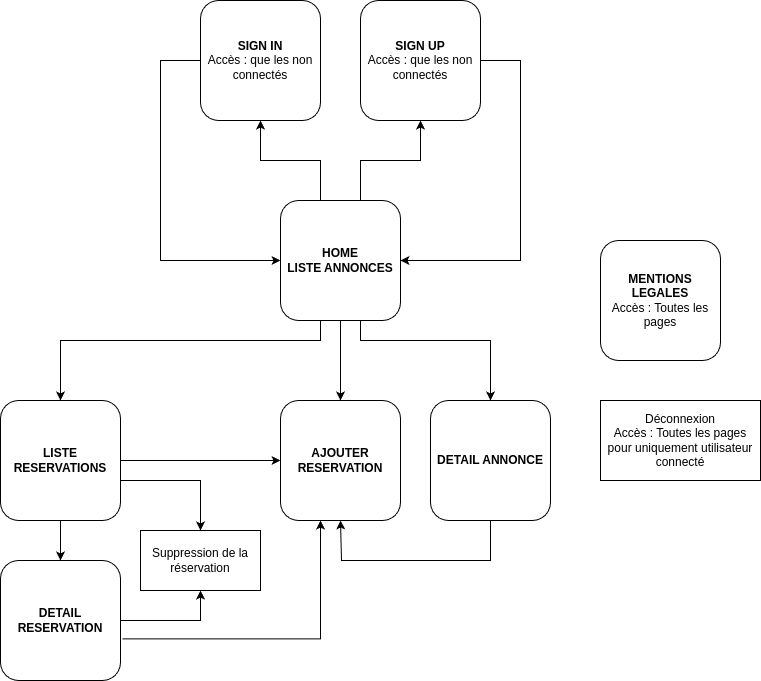 SIGN IN
Accès : que les non
connectés
SIGN UP
Accès : que les non
connectés
HOME
LISTE ANNONCES
MENTIONS
LEGALES
Accès : Toutes les
pages
LISTE
RESERVATIONS
AJOUTER
RESERVATION
DETAIL ANNONCE
Déconnexion
Accès : Toutes les pages
pour uniquement utilisateur
connecté
Suppression de la
réservation
DETAIL
RESERVATION